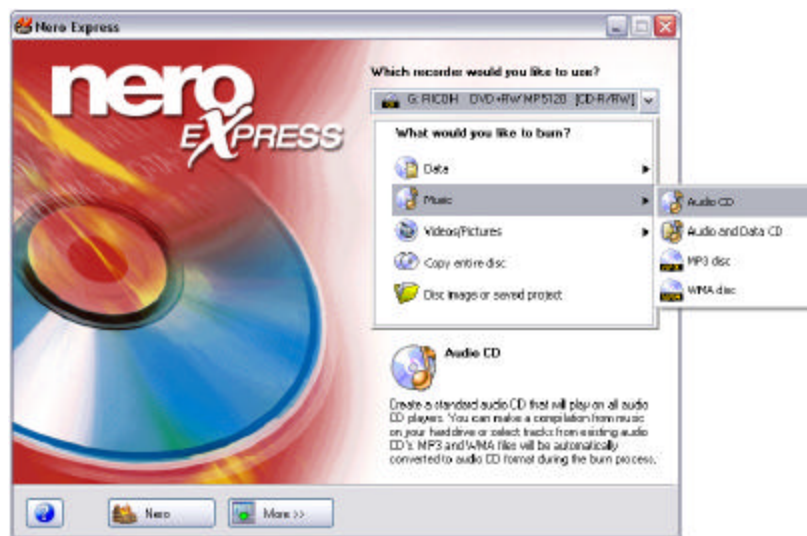 Nero Express
nero
EXPRESS
Which recorder would you like to use?
G: RICOH DVD+RW MP5120 [CD-R/RW]
What would you like to burn?
Data
Music
Videos/Pictures
Copy entire disc
Disc image or saved project
Audio CD
Audio and Data CD
MP3 disc
WMA disc
Audio CD
Create a standard audio CD that will play on all audio
CD players. You can make a compilation from music
on your harddrive or select tracks from existing audio
CD's. MP3 and WMA files will be automatically
converted to audio CD format during the burn process.
Nero
More >>